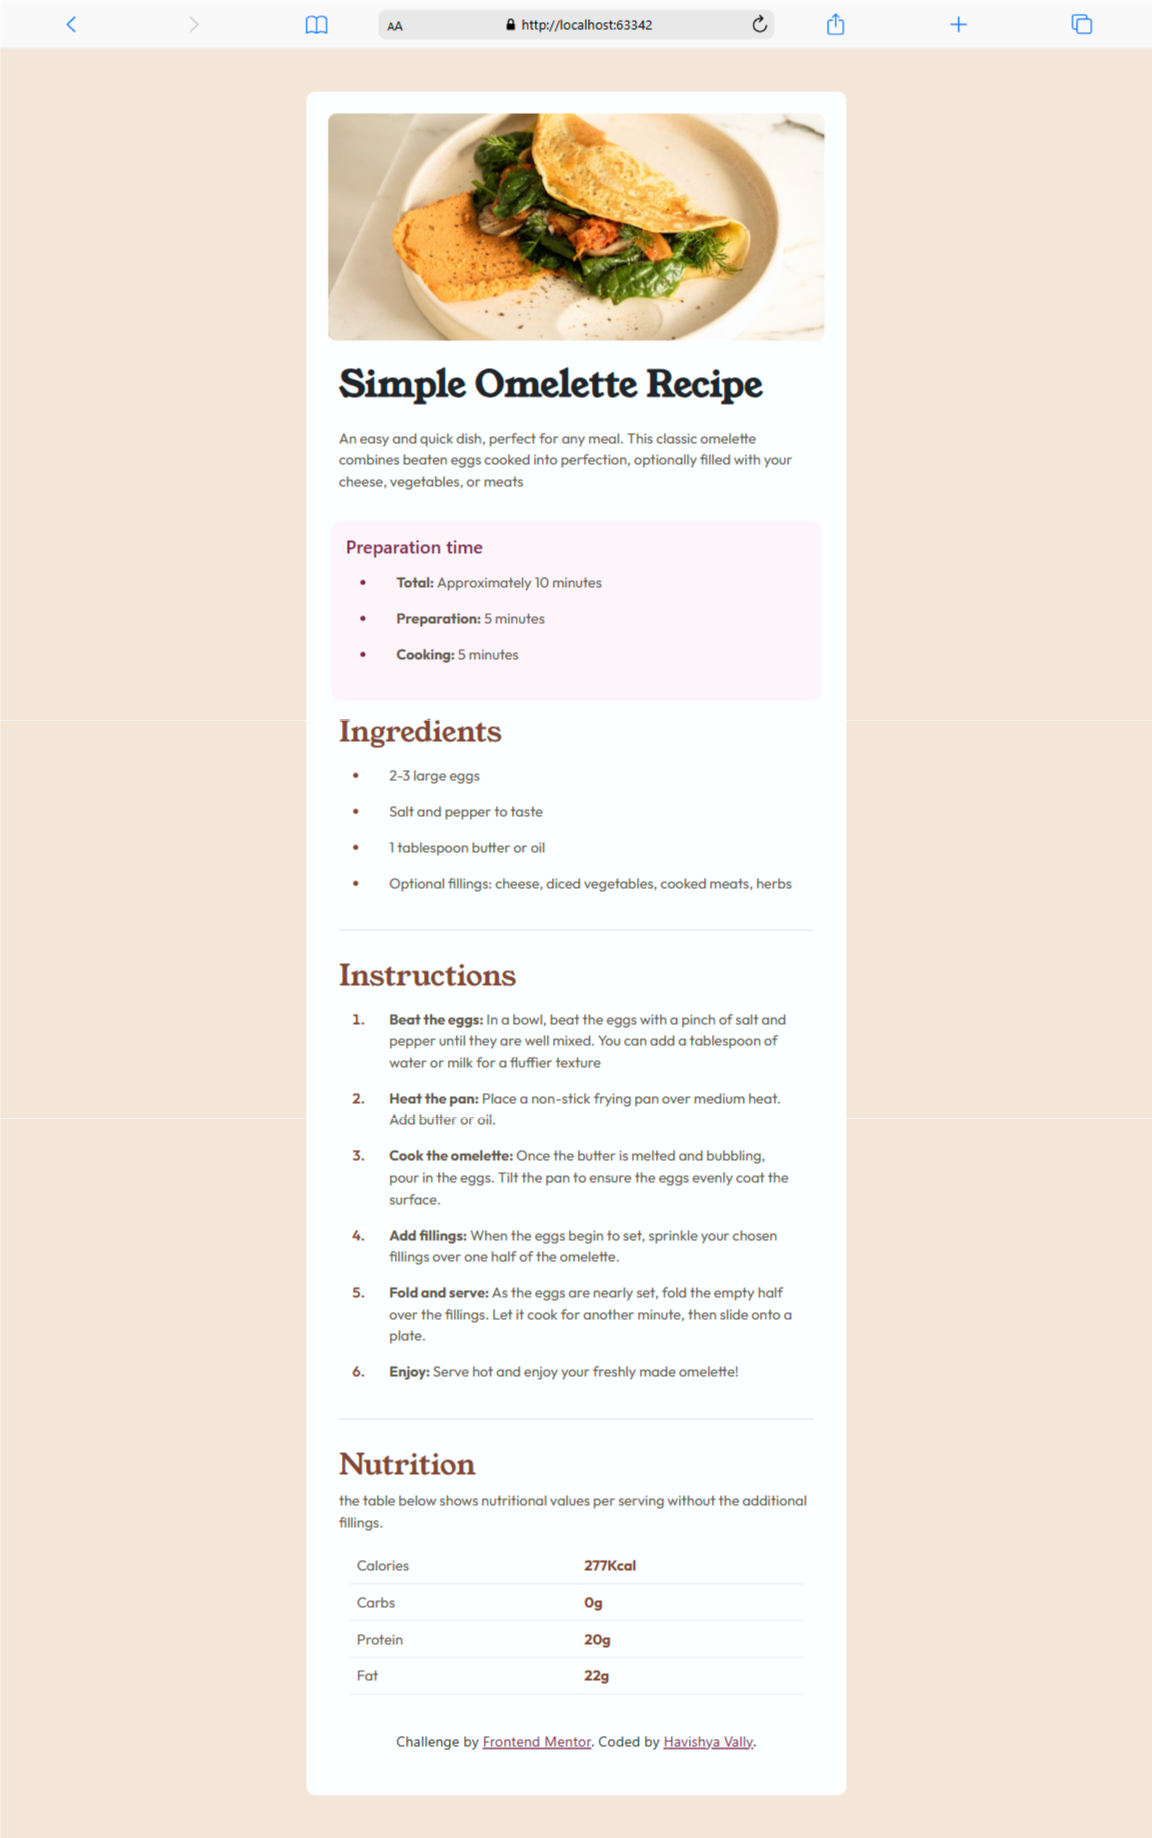 AA
http://localhost:63342
Simple Omelette Recipe
An easy and quick dish, perfect for any meal. This classic omelette
combines beaten eggs cooked into perfection, optionally filled with your
cheese, vegetables, or meats
Preparation time
• Total: Approximately 10 minutes
• Preparation: 5 minutes
• Cooking: 5 minutes
Ingredients
• 2-3 large eggs
• Salt and pepper to taste
• 1 tablespoon butter or oil
• Optional fillings: cheese, diced vegetables, cooked meats, herbs
Instructions
1. Beat the eggs: In a bowl, beat the eggs with a pinch of salt and
pepper until they are well mixed. You can add a tablespoon of
water or milk for a fluffier texture
2. Heat the pan: Place a non-stick frying pan over medium heat.
Add butter or oil.
3. Cook the omelette: Once the butter is melted and bubbling,
pour in the eggs. Tilt the pan to ensure the eggs evenly coat the
surface.
4. Add fillings: When the eggs begin to set, sprinkle your chosen
fillings over one half of the omelette.
5. Fold and serve: As the eggs are nearly set, fold the empty half
over the fillings. Let it cook for another minute, then slide onto a
plate.
6. Enjoy: Serve hot and enjoy your freshly made omelette!
Nutrition
the table below shows nutritional values per serving without the additional
fillings.
Calories 277Kcal
Carbs 0g
Protein 20g
Fat 22g
Challenge by Frontend Mentor. Coded by Havishya Vally.